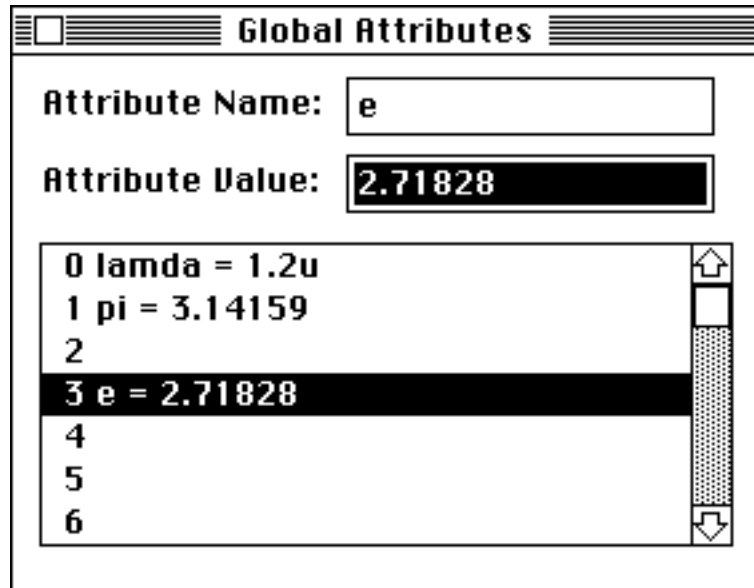 Global Attributes
Attribute Name: e
Attribute Value: 2.71828
0 lamda = 1.2u
1 pi = 3.14159
2
3 e = 2.71828
4
5
6